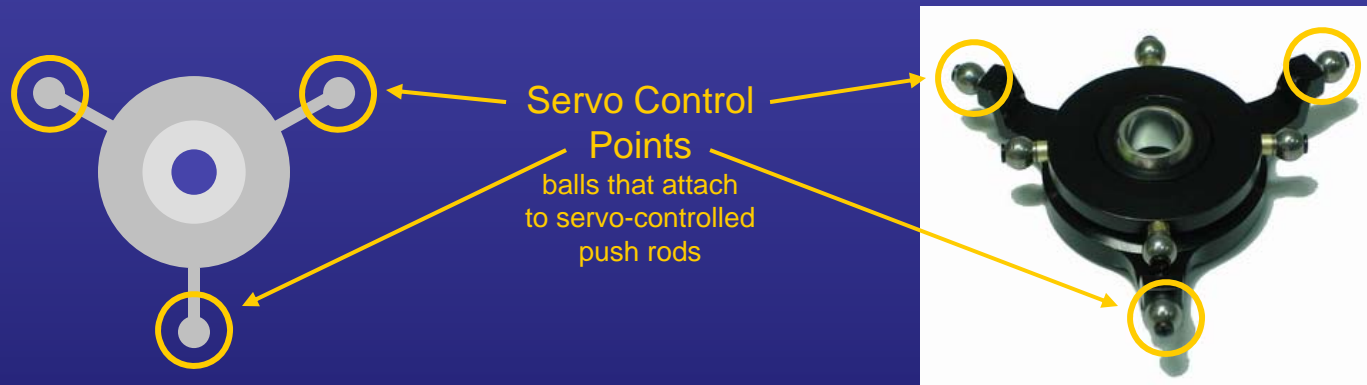 Servo Control
Points
balls that attach
to servo-controlled
push rods